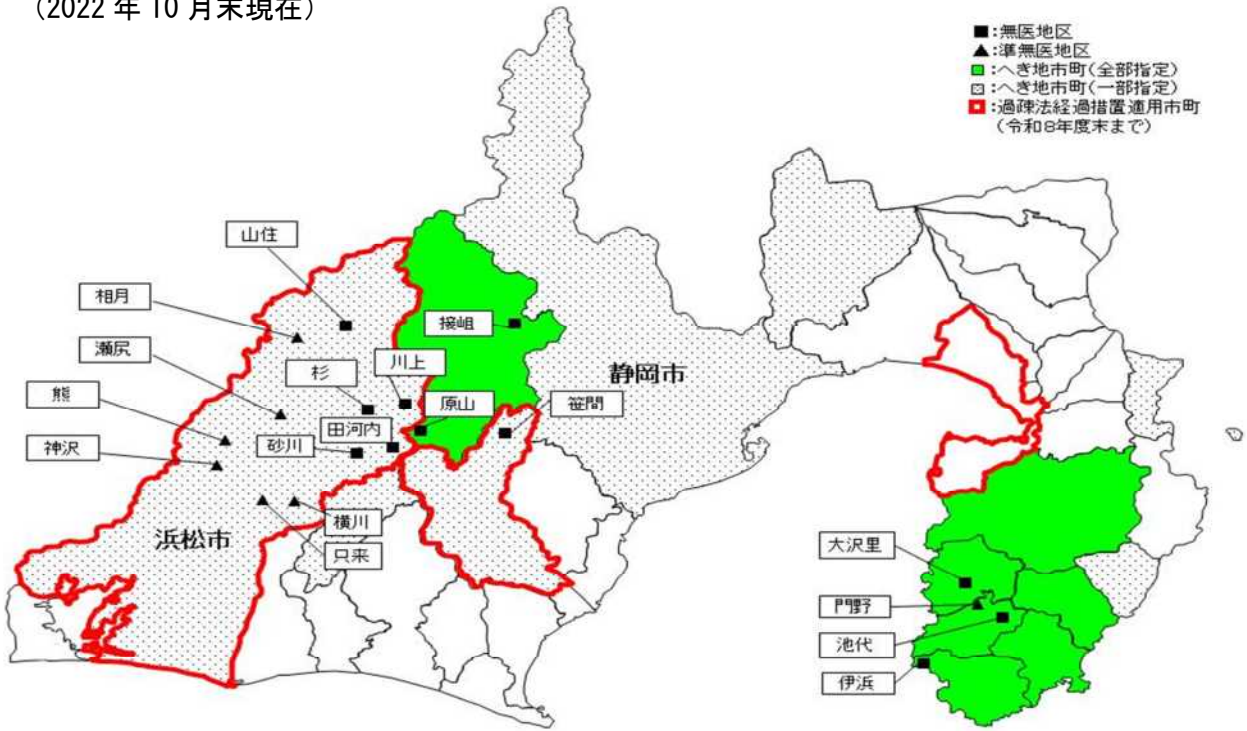 （2022 年 10 月末現在）
■：無医地区
▲：準無医地区
：へき地市町（全部指定）
：へき地市町（一部指定）
：過疎法経過措置適用市町
（令和8年度末まで）
山住
相月
瀬尻
熊
神沢
杉
川上
田河内
砂川
原山
接岨
笹間
静岡市
浜松市
横川
只来
大沢里
門野
池代
伊浜